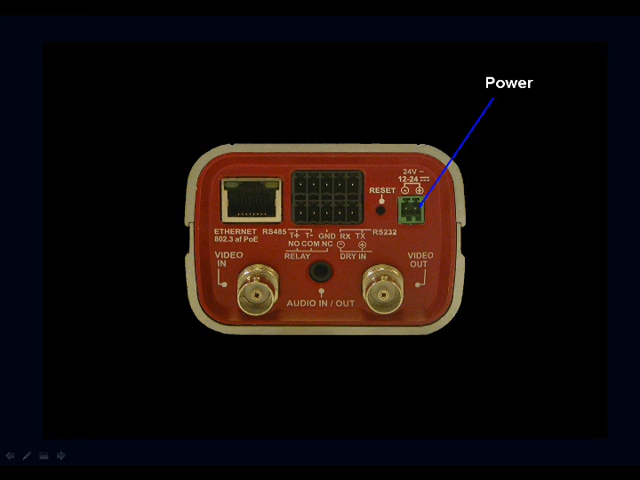 Power
24V ~
12-24 ⎓
- +
RESET
ETHERNET
802.3 af PoE
RS485 T+ T- GND RX TX RS232
NO COM NC - +
RELAY DRY IN
VIDEO
IN
VIDEO
OUT
AUDIO IN / OUT